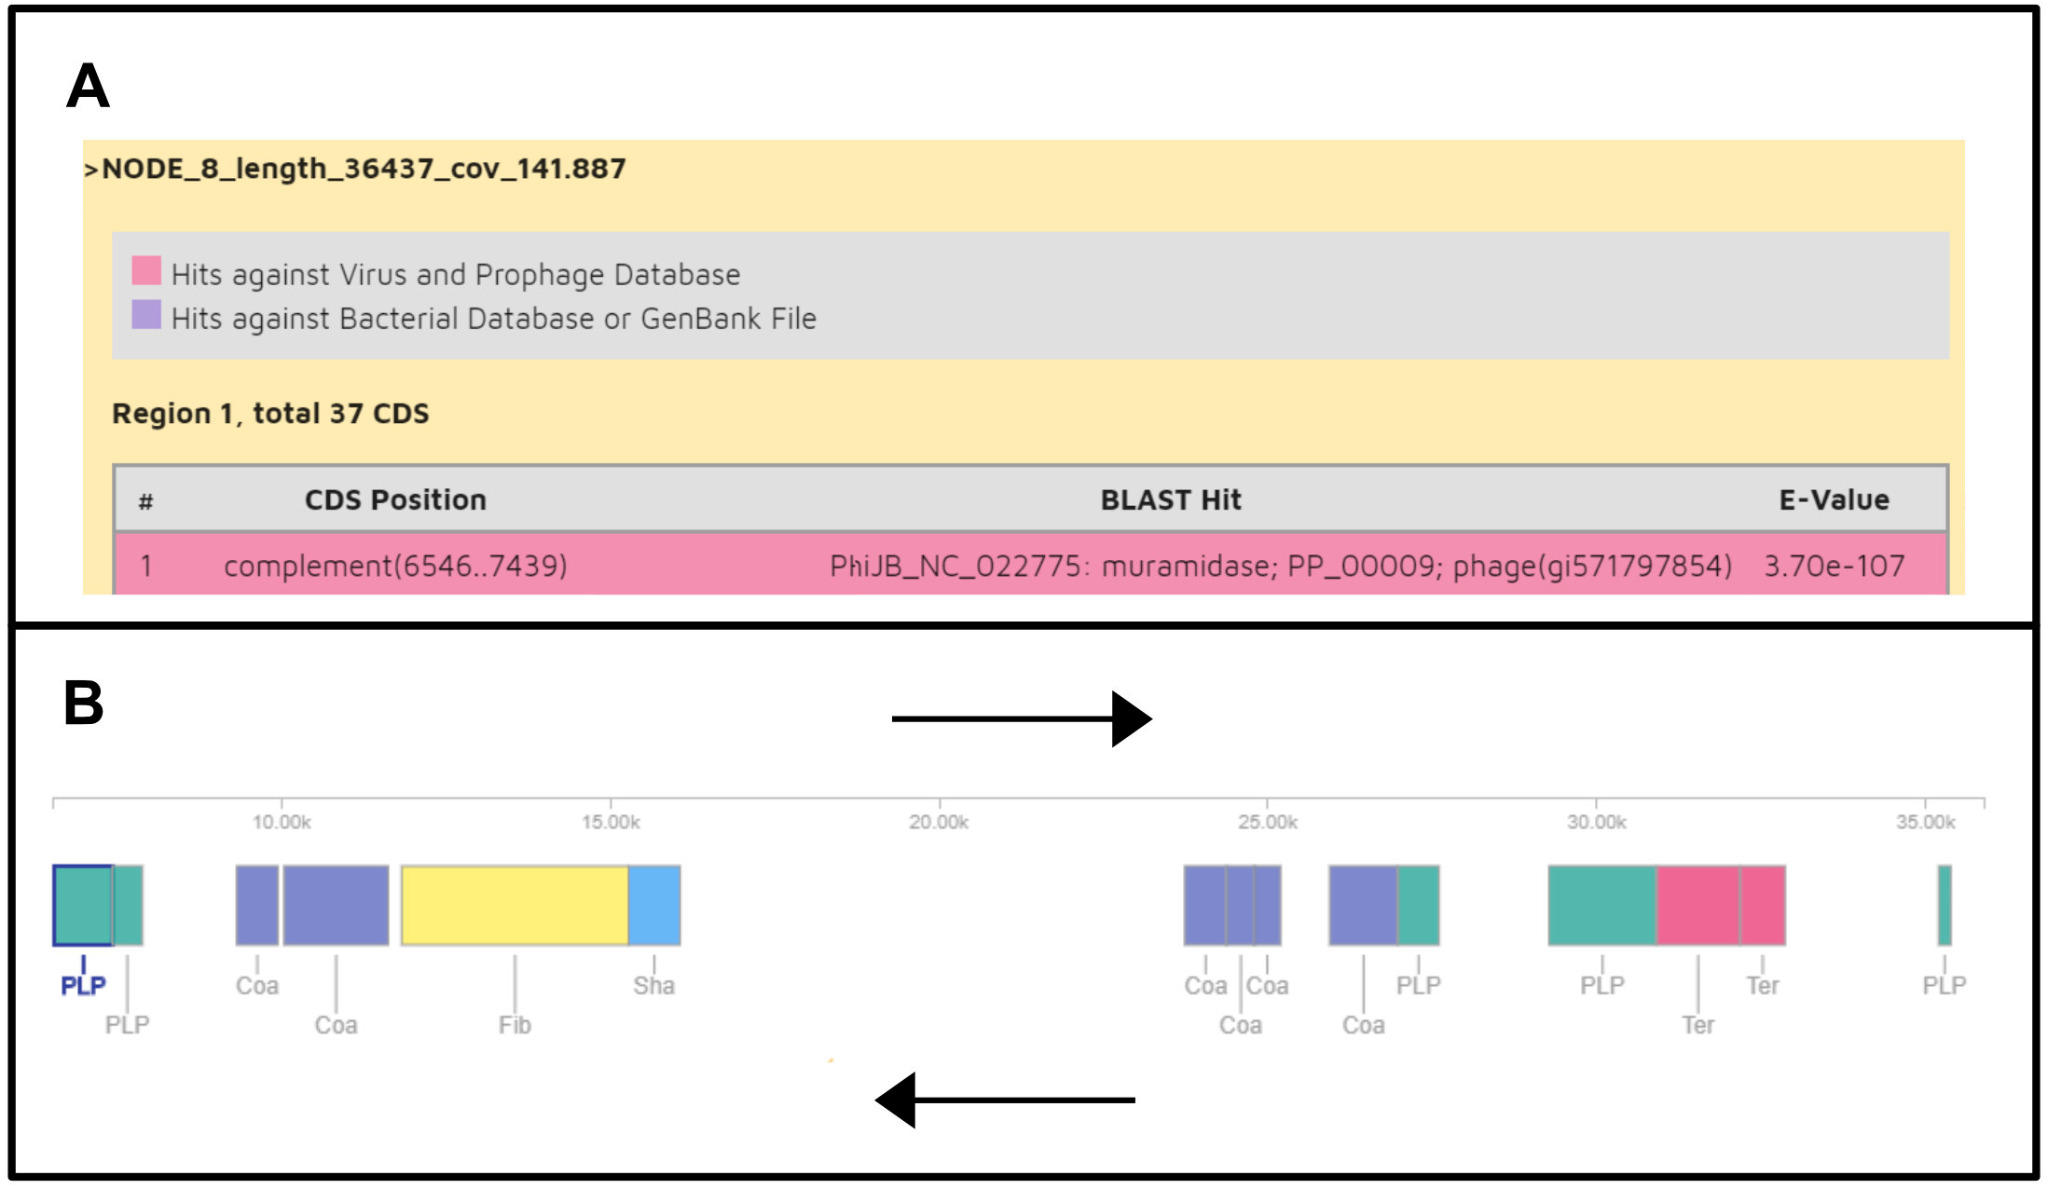 A
>NODE_8_length_36437_cov_141.887
Hits against Virus and Prophage Database
Hits against Bacterial Database or GenBank File
Region 1, total 37 CDS
# CDS Position BLAST Hit E-Value
1 complement(6546..7439) PhiJB_NC_022775: muramidase; PP_00009; phage(gi571797854) 3.70e-107
B
10.00k 15.00k 20.00k 25.00k 30.00k 35.00k
PLP Coa Sha Coa Coa PLP PLP Ter PLP
PLP Coa Fib Coa Coa Ter